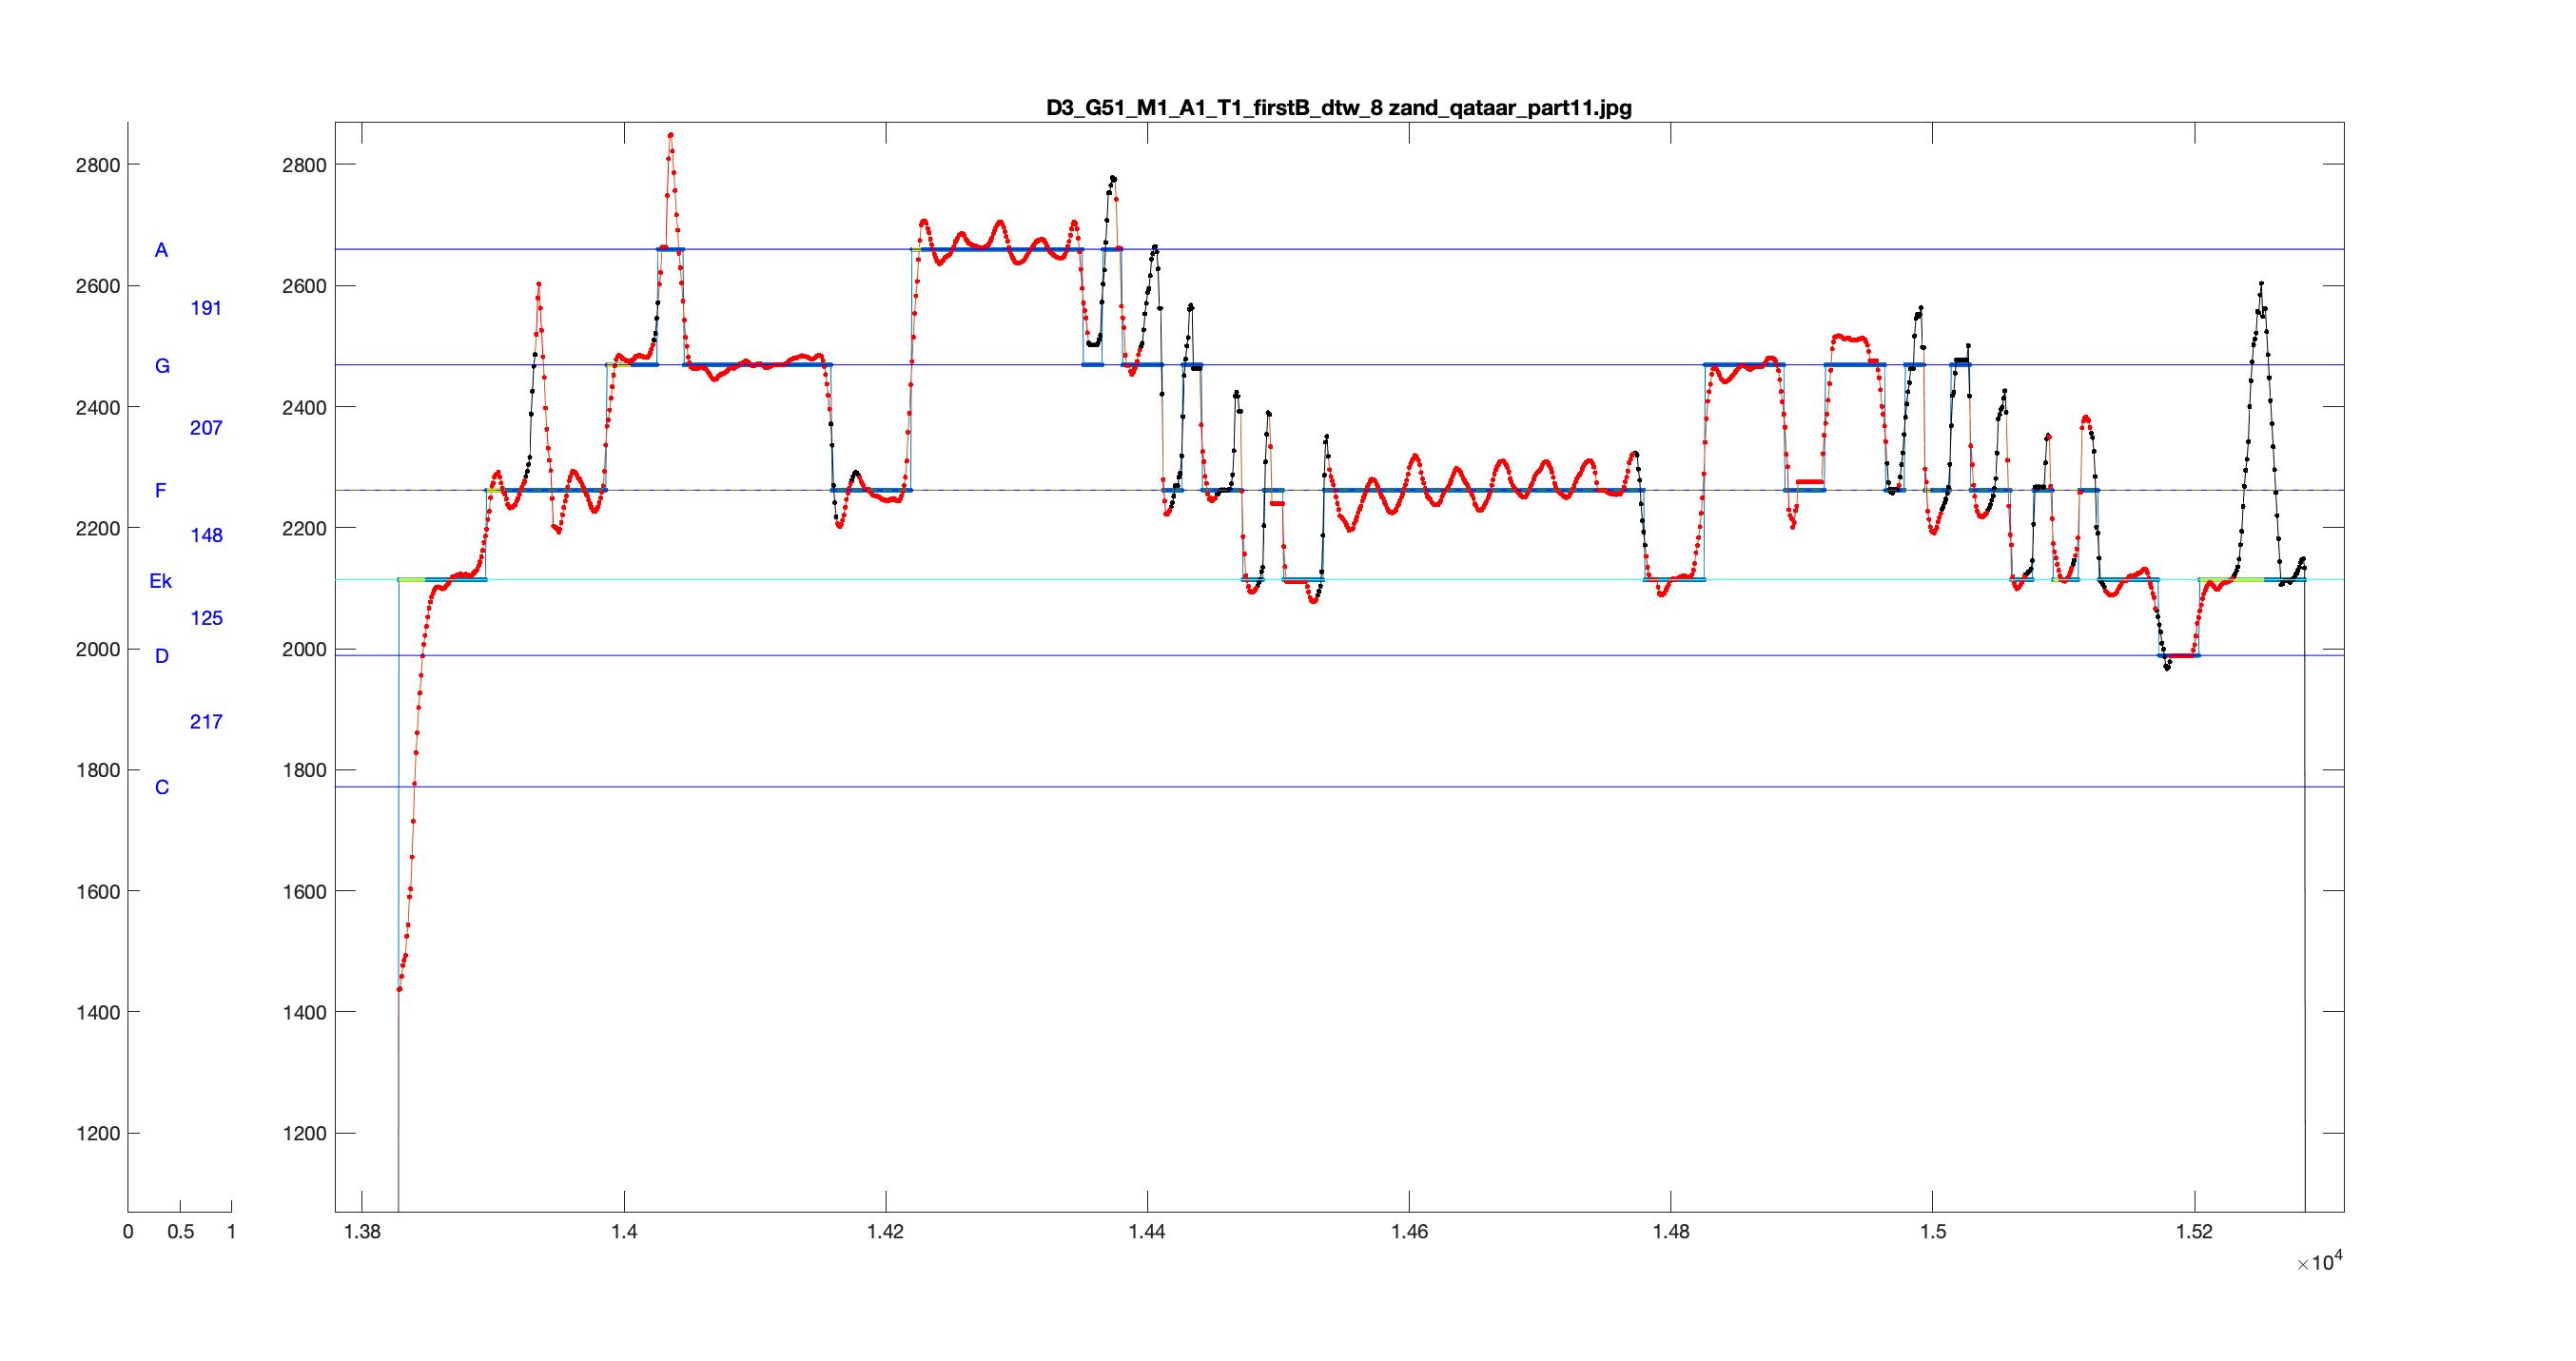 D3_G51_M1_A1_T1_firstB_dtw_8 zand_qataar_part11.jpg
2800 2800
A
2600 2600
191
G
2400 2400
207
F
2200 2200
148
Ek
125
2000 2000
D
217
1800 1800
C
1600 1600
1400 1400
1200 1200
0 0.5 1 1.38 1.4 1.42 1.44 1.46 1.48 1.5 1.52
×10⁴